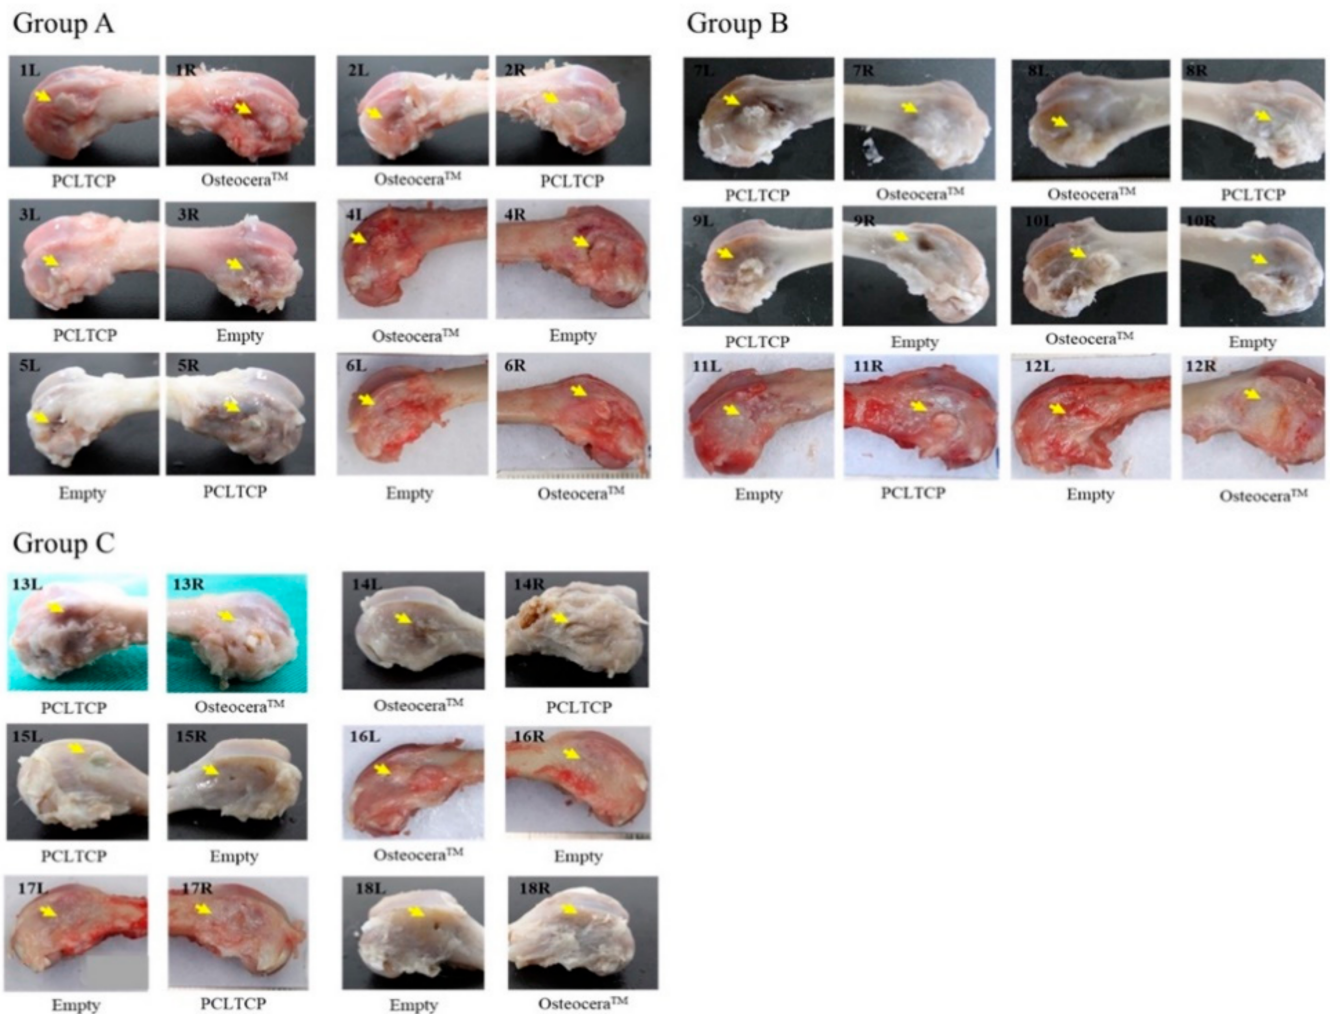 Group A
1L 1R 2L 2R
PCLTCP Osteocera™ Osteocera™ PCLTCP
3L 3R 4L 4R
PCLTCP Empty Osteocera™ Empty
5L 5R 6L 6R
Empty PCLTCP Empty Osteocera™
Group B
7L 7R 8L 8R
PCLTCP Osteocera™ Osteocera™ PCLTCP
9L 9R 10L 10R
PCLTCP Empty Osteocera™ Empty
11L 11R 12L 12R
Empty PCLTCP Empty Osteocera™
Group C
13L 13R 14L 14R
PCLTCP Osteocera™ Osteocera™ PCLTCP
15L 15R 16L 16R
PCLTCP Empty Osteocera™ Empty
17L 17R 18L 18R
Empty PCLTCP Empty Osteocera™